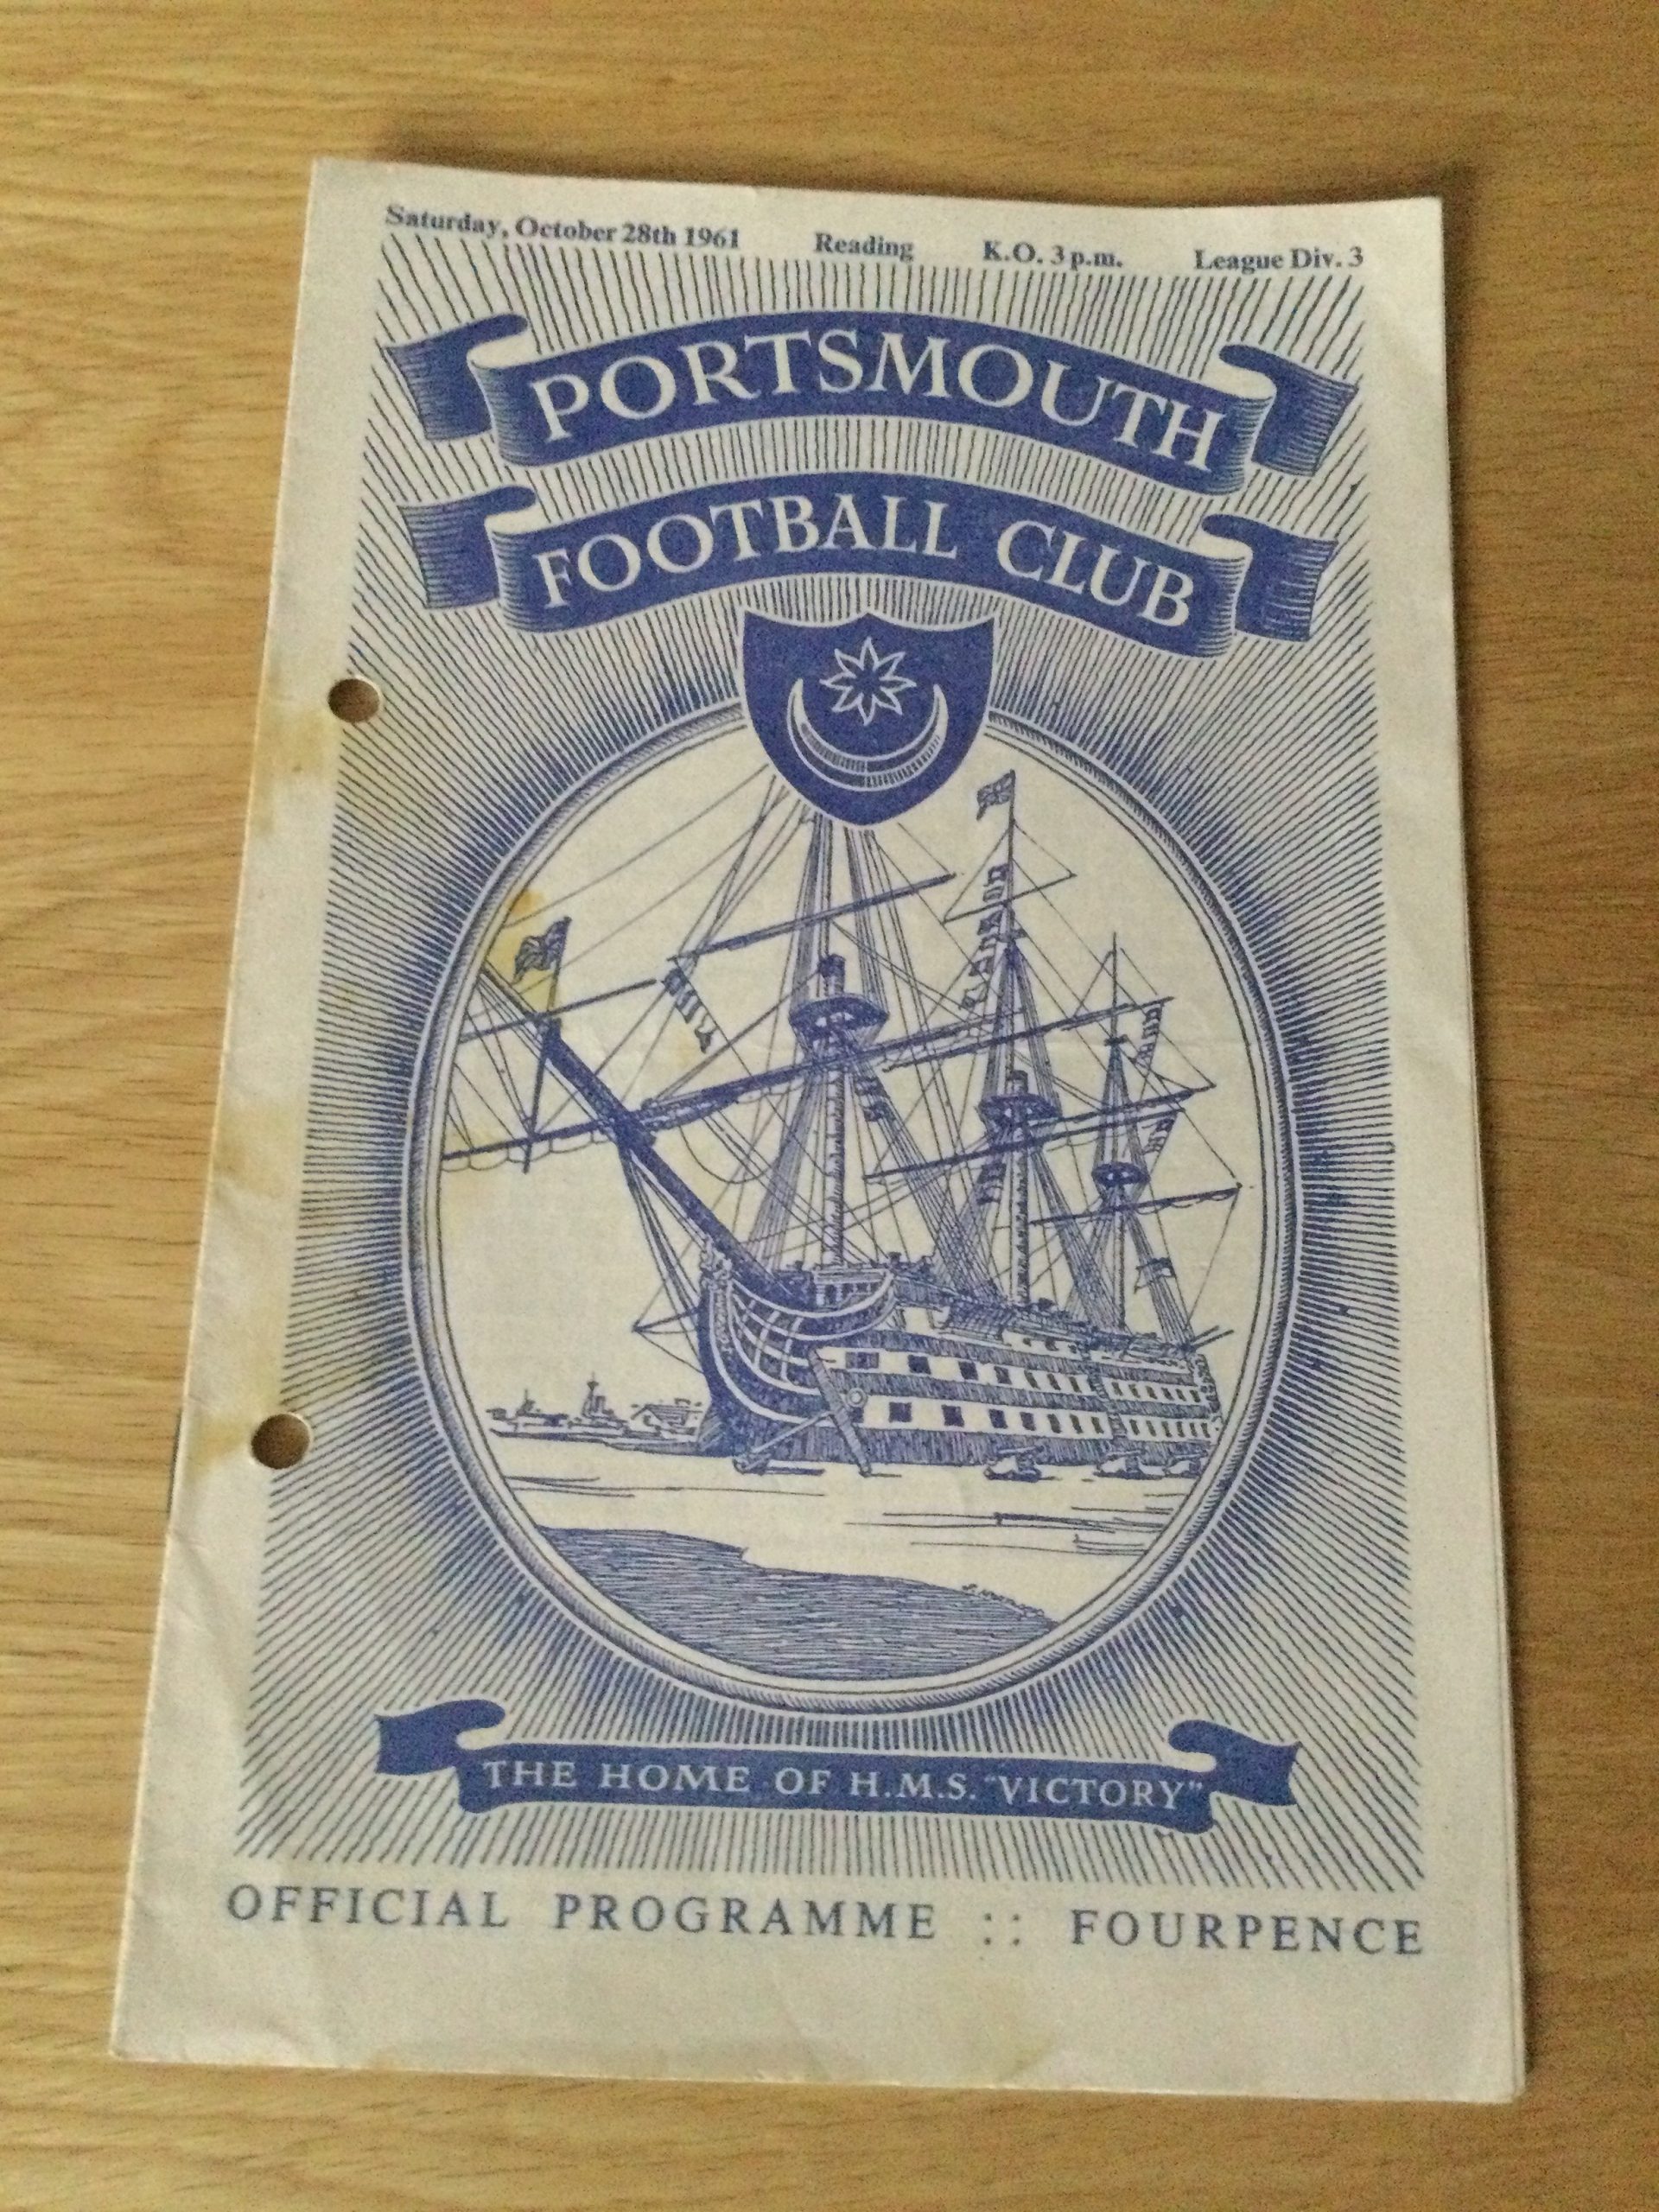 Saturday, October 28th 1961 Reading K.O. 3 p.m. League Div. 3
PORTSMOUTH
FOOTBALL CLUB
THE HOME OF H.M.S. "VICTORY"
OFFICIAL PROGRAMME :: FOURPENCE